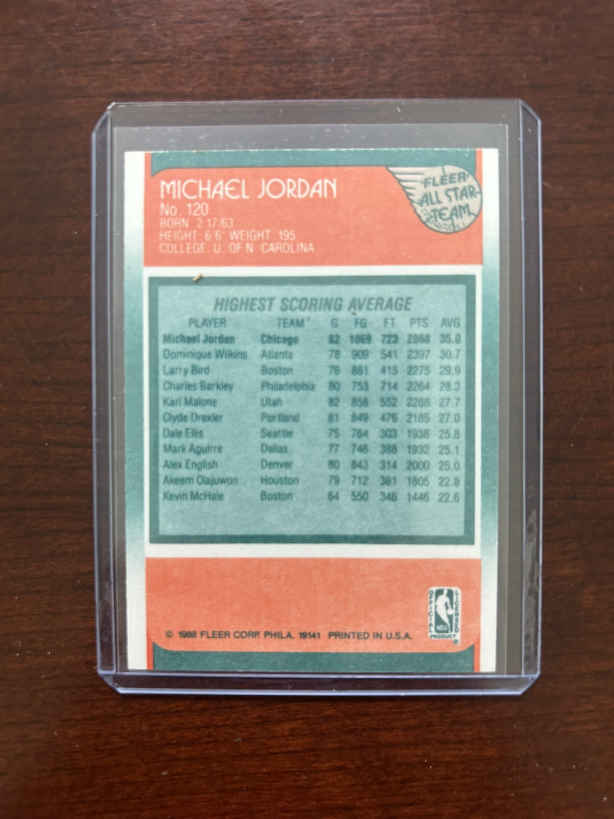 MICHAEL JORDAN
No. 120
BORN: 2 17 63
HEIGHT: 6'6" WEIGHT: 195
COLLEGE: U. OF N. CAROLINA
FLEER
ALL STAR
TEAM
HIGHEST SCORING AVERAGE
PLAYER TEAM G FG FT PTS AVG
Michael Jordan Chicago 82 1069 723 2868 35.0
Dominique Wilkins Atlanta 78 909 541 2397 30.7
Larry Bird Boston 76 881 415 2275 29.9
Charles Barkley Philadelphia 80 753 714 2264 28.3
Karl Malone Utah 82 858 552 2268 27.7
Clyde Drexler Portland 81 849 476 2185 27.0
Dale Ellis Seattle 75 764 303 1938 25.8
Mark Aguirre Dallas 77 746 388 1932 25.1
Alex English Denver 80 843 314 2000 25.0
Akeem Olajuwon Houston 79 712 381 1805 22.8
Kevin McHale Boston 64 550 346 1446 22.6
OFFICIAL LICENSED
NBA
PRODUCT
© 1988 FLEER CORP. PHILA. 19141 PRINTED IN U.S.A.